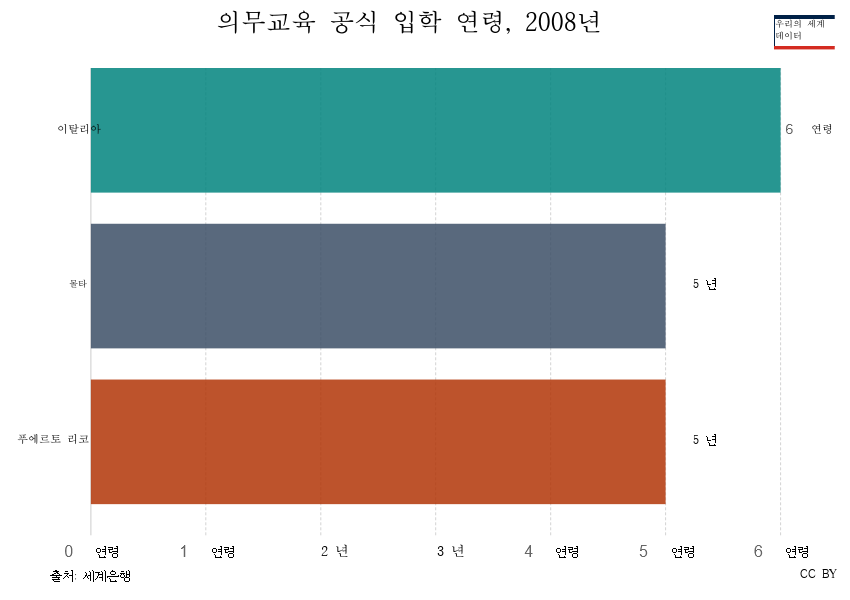 의무교육 공식 입학 연령, 2008년
우리의 세계
데이터
이탈리아
6 연령
몰타
5 년
푸에르토 리코
5 년
0 연령 1 연령 2 년 3 년 4 연령 5 연령 6 연령
출처: 세계은행
CC BY